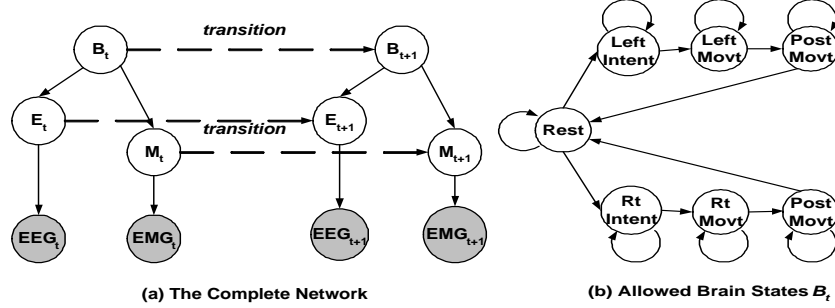 B_t
transition
B_t+1
E_t
transition
E_t+1
M_t
M_t+1
EEG_t
EMG_t
EEG_t+1
EMG_t+1
(a) The Complete Network
Left
Intent
Left
Movt
Post
Movt
Rest
Rt
Intent
Rt
Movt
Post
Movt
(b) Allowed Brain States B_t